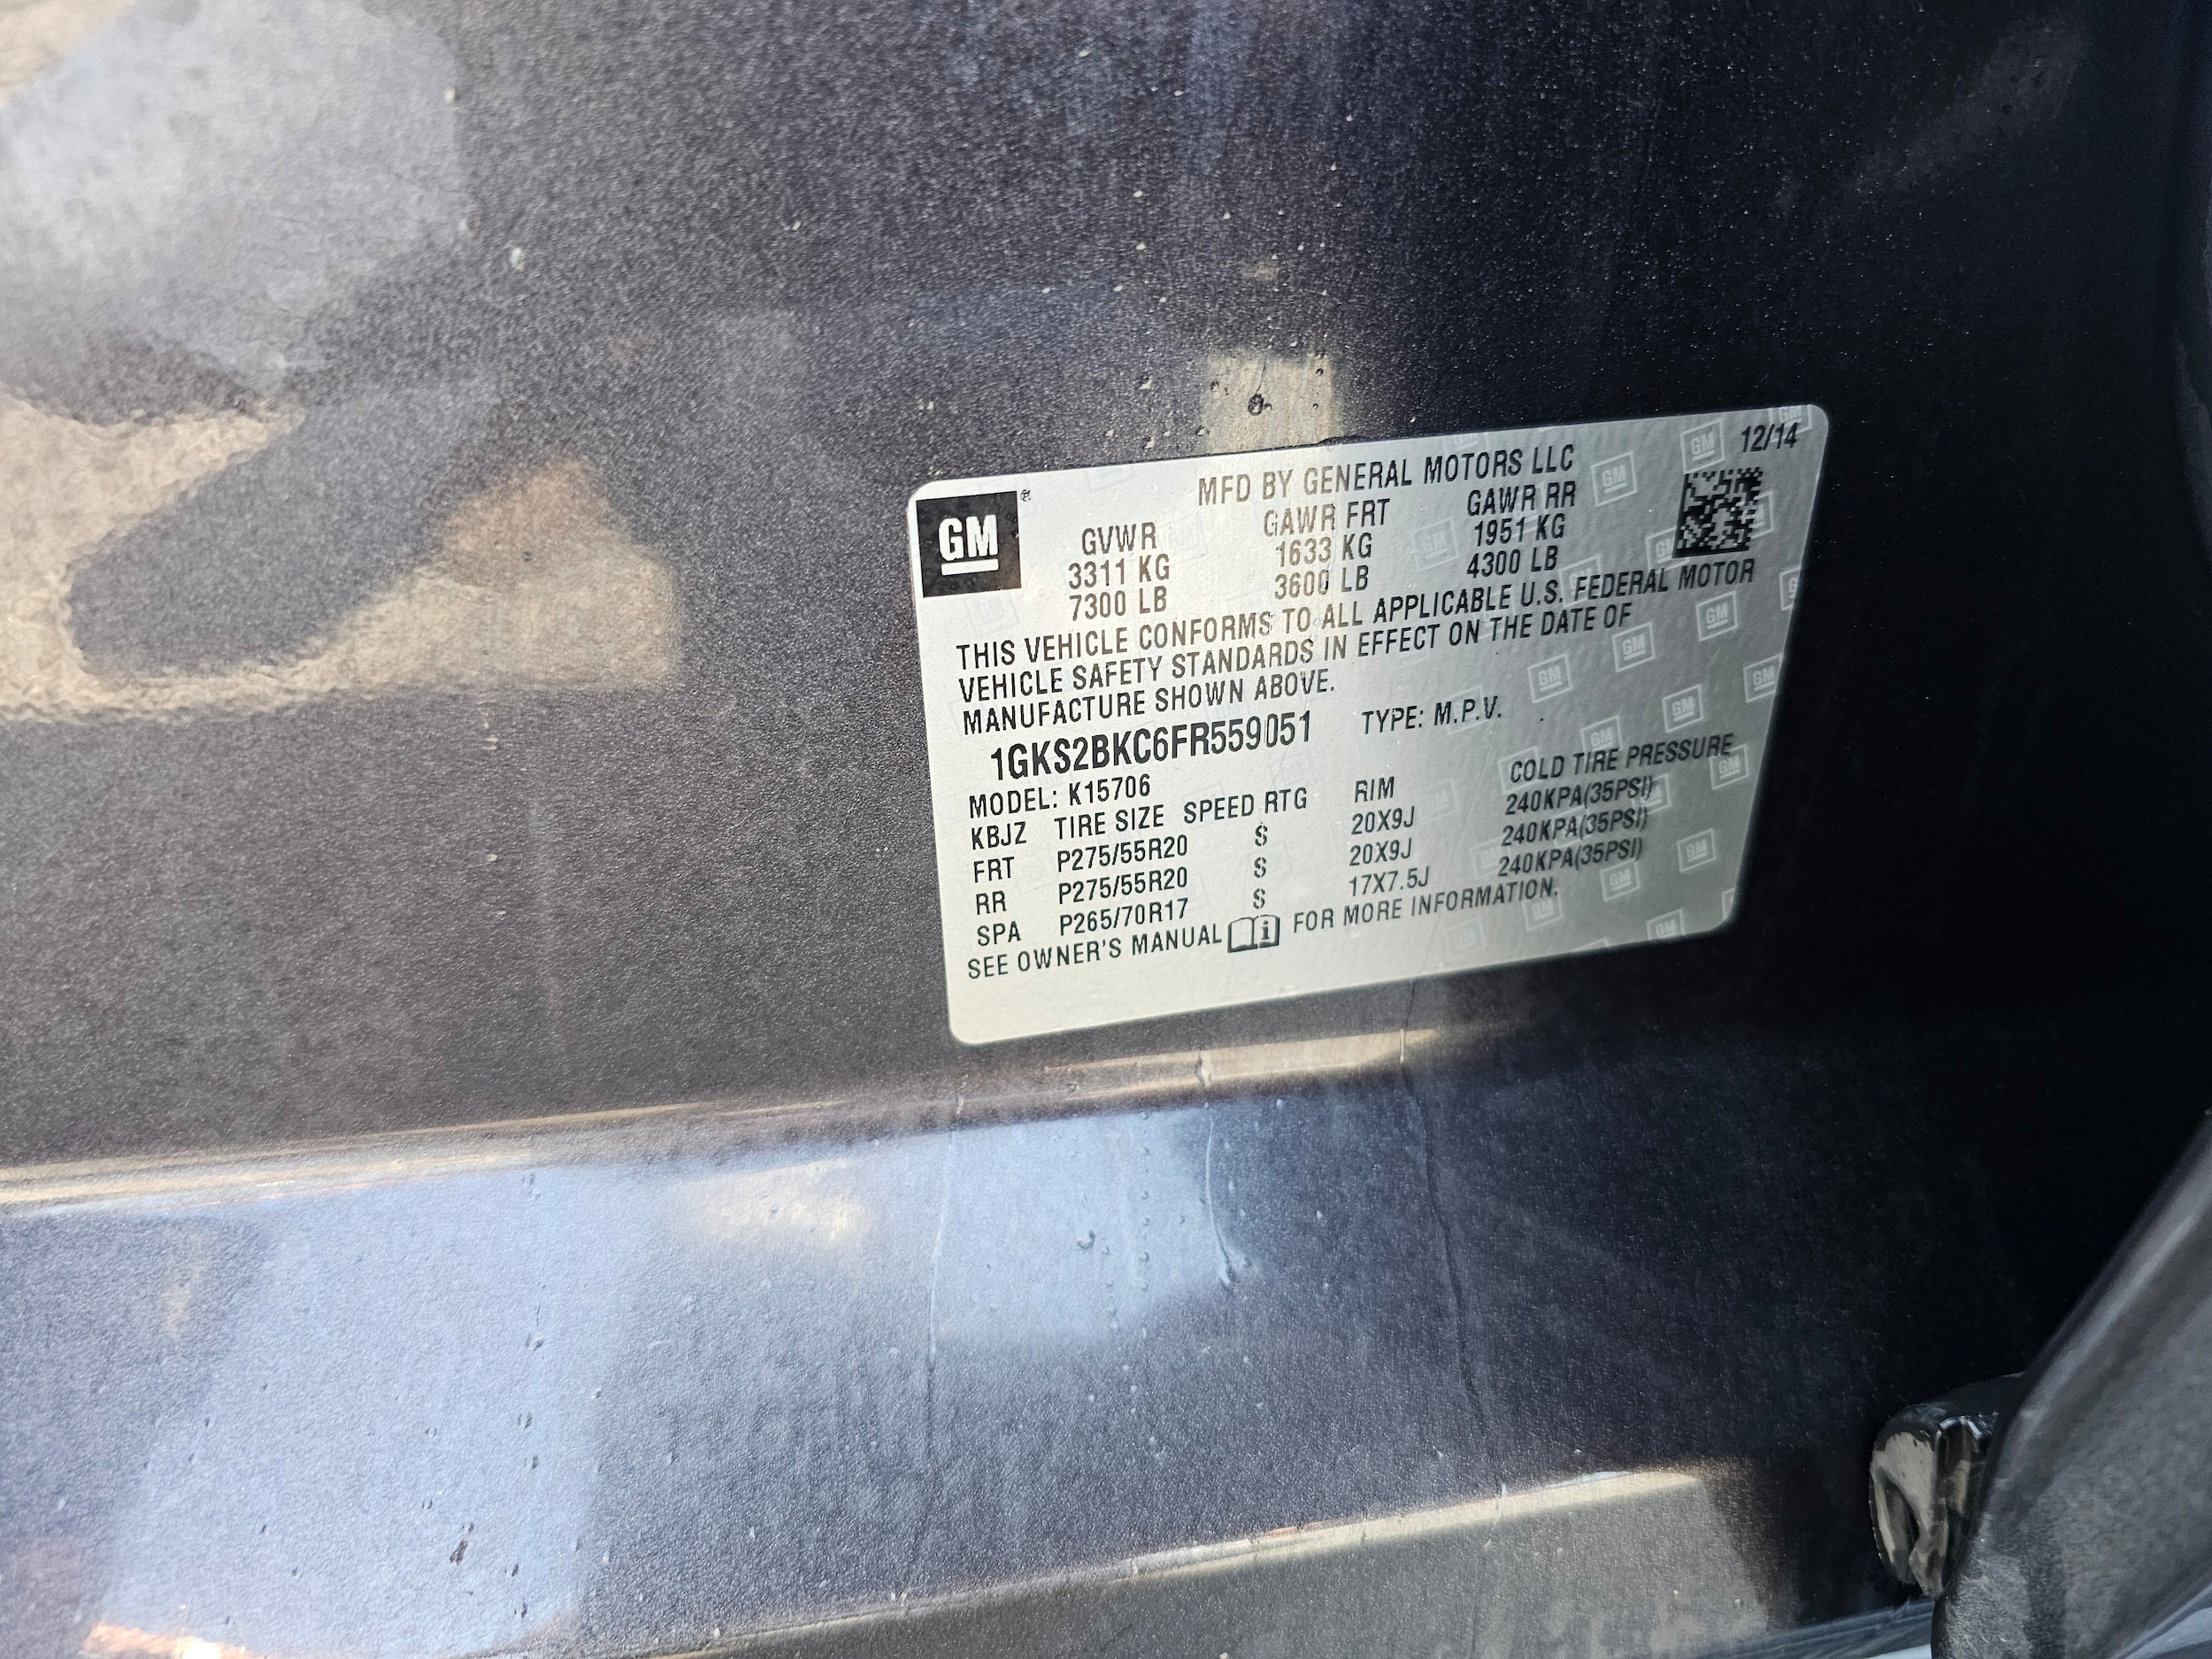 12/14
MFD BY GENERAL MOTORS LLC
GM®
GVWR GAWR FRT GAWR RR
3311 KG 1633 KG 1951 KG
7300 LB 3600 LB 4300 LB
THIS VEHICLE CONFORMS TO ALL APPLICABLE U.S. FEDERAL MOTOR
VEHICLE SAFETY STANDARDS IN EFFECT ON THE DATE OF
MANUFACTURE SHOWN ABOVE.
1GKS2BKC6FR559051 TYPE: M.P.V.
MODEL: K15706
KBJZ TIRE SIZE SPEED RTG RIM COLD TIRE PRESSURE
FRT P275/55R20 S 20X9J 240KPA(35PSI)
RR P275/55R20 S 20X9J 240KPA(35PSI)
SPA P265/70R17 S 17X7.5J 240KPA(35PSI)
SEE OWNER'S MANUAL FOR MORE INFORMATION.